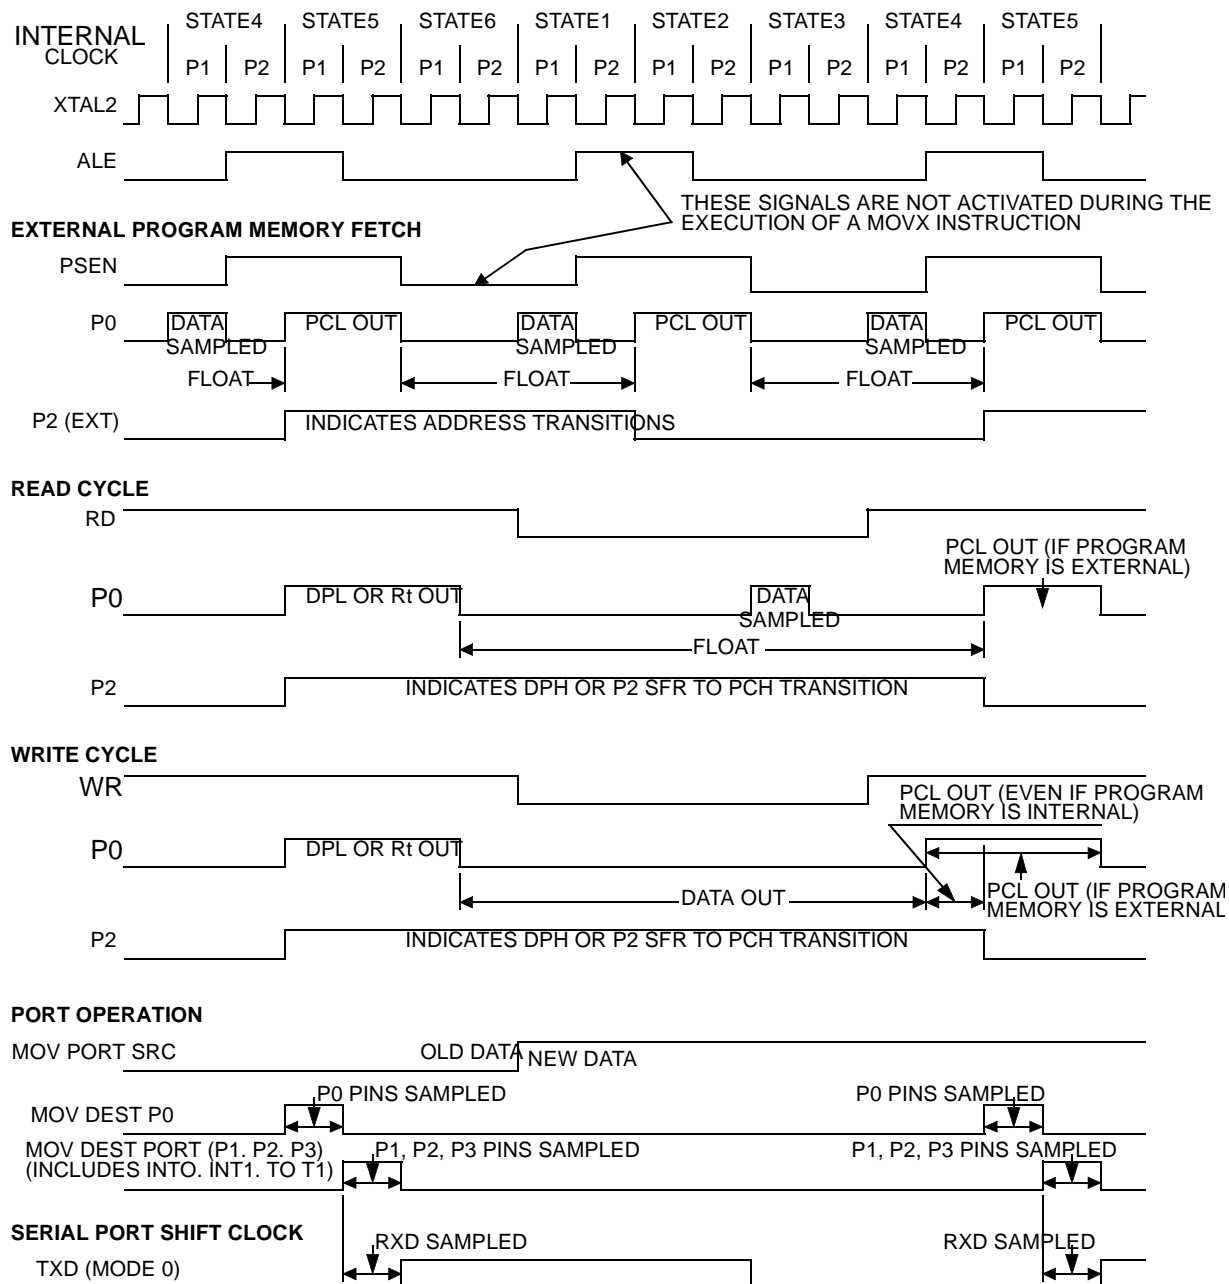 INTERNAL
CLOCK
STATE4 STATE5 STATE6 STATE1 STATE2 STATE3 STATE4 STATE5
P1 P2 P1 P2 P1 P2 P1 P2 P1 P2 P1 P2 P1 P2 P1 P2
XTAL2
ALE
THESE SIGNALS ARE NOT ACTIVATED DURING THE
EXECUTION OF A MOVX INSTRUCTION
EXTERNAL PROGRAM MEMORY FETCH
PSEN
P0 DATA PCL OUT DATA PCL OUT DATA PCL OUT
SAMPLED SAMPLED SAMPLED
FLOAT FLOAT FLOAT
P2 (EXT) INDICATES ADDRESS TRANSITIONS
READ CYCLE
RD
PCL OUT (IF PROGRAM
MEMORY IS EXTERNAL)
P0 DPL OR Rt OUT DATA
SAMPLED
FLOAT
P2 INDICATES DPH OR P2 SFR TO PCH TRANSITION
WRITE CYCLE
WR
PCL OUT (EVEN IF PROGRAM
MEMORY IS INTERNAL)
P0 DPL OR Rt OUT
DATA OUT
PCL OUT (IF PROGRAM
MEMORY IS EXTERNAL
P2 INDICATES DPH OR P2 SFR TO PCH TRANSITION
PORT OPERATION
MOV PORT SRC OLD DATA NEW DATA
P0 PINS SAMPLED P0 PINS SAMPLED
MOV DEST P0
MOV DEST PORT (P1. P2. P3) P1, P2, P3 PINS SAMPLED P1, P2, P3 PINS SAMPLED
(INCLUDES INTO. INT1. TO T1)
SERIAL PORT SHIFT CLOCK
RXD SAMPLED RXD SAMPLED
TXD (MODE 0)